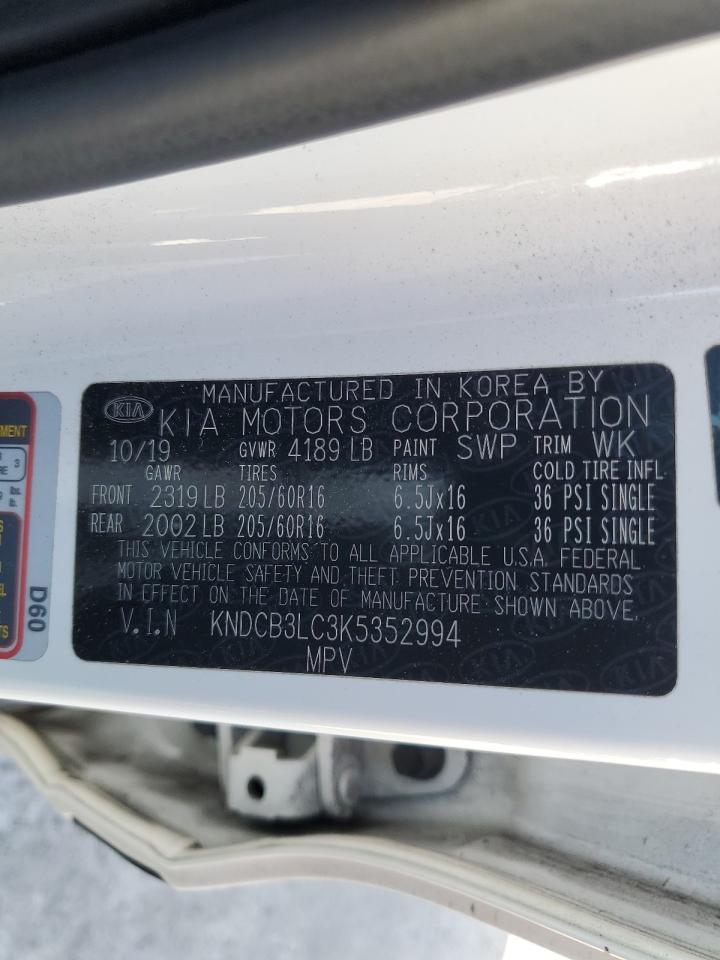 MANUFACTURED IN KOREA BY
KIA KIA MOTORS CORPORATION
10/19 GVWR 4189 LB PAINT SWP TRIM WK
GAWR TIRES RIMS COLD TIRE INFL
FRONT 2319 LB 205/60R16 6.5Jx16 36 PSI SINGLE
REAR 2002 LB 205/60R16 6.5Jx16 36 PSI SINGLE
THIS VEHICLE CONFORMS TO ALL APPLICABLE U.S.A. FEDERAL
MOTOR VEHICLE SAFETY AND THEFT PREVENTION STANDARDS
IN EFFECT ON THE DATE OF MANUFACTURE SHOWN ABOVE.
V.I.N KNDCB3LC3K5352994
MPV
3
lbs.
D60